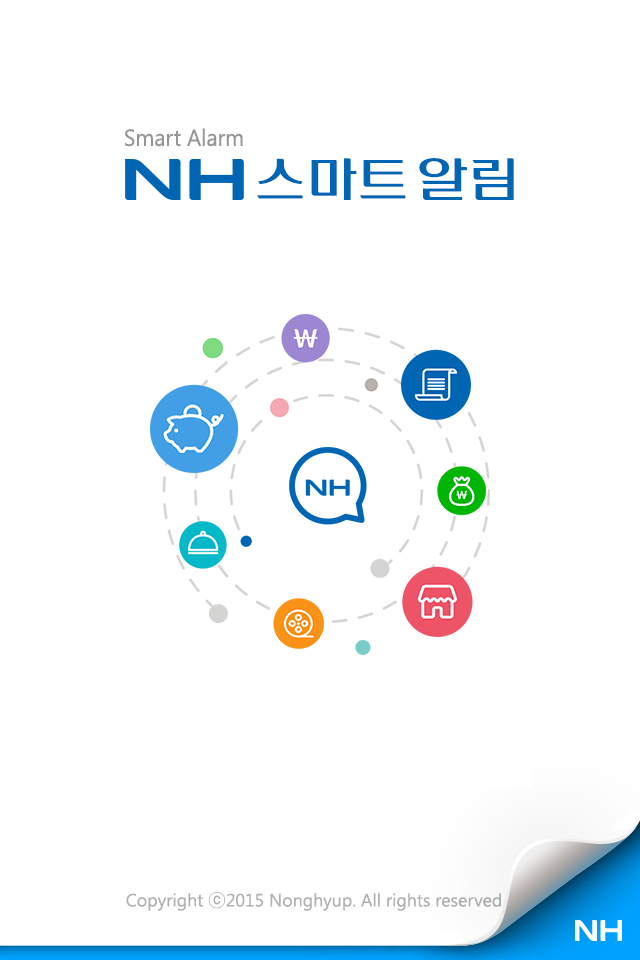 Smart Alarm
NH 스마트 알림
₩
₩
NH
Copyright ⓒ2015 Nonghyup. All rights reserved
NH